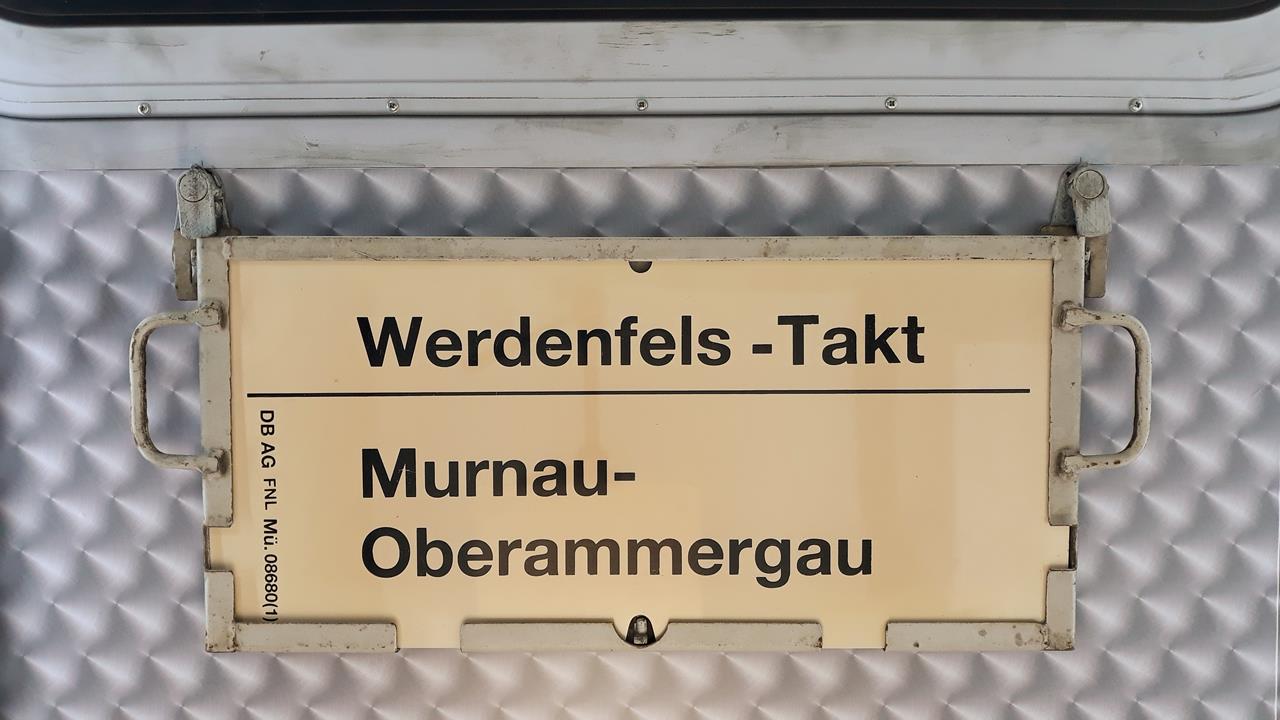 Werdenfels -Takt
Murnau-
Oberammergau
DB AG FNL Mü. 08680(1)